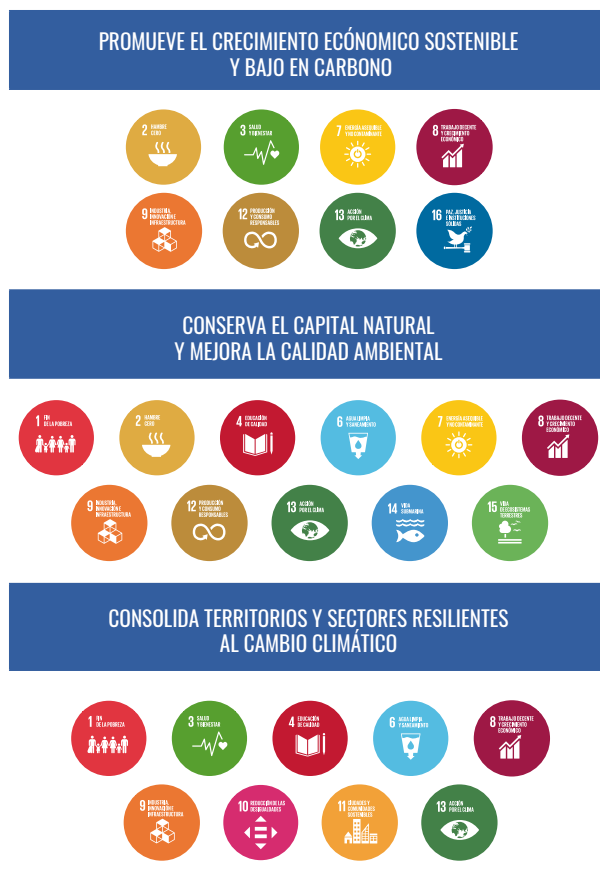 PROMUEVE EL CRECIMIENTO ECÓNOMICO SOSTENIBLE
Y BAJO EN CARBONO
2 HAMBRE
CERO
3 SALUD
Y BIENESTAR
7 ENERGÍA ASEQUIBLE
Y NO CONTAMINANTE
8 TRABAJO DECENTE
Y CRECIMIENTO
ECONÓMICO
9 INDUSTRIA,
INNOVACIÓN E
INFRAESTRUCTURA
12 PRODUCCIÓN
Y CONSUMO
RESPONSABLES
13 ACCIÓN
POR EL CLIMA
16 PAZ, JUSTICIA
E INSTITUCIONES
SÓLIDAS
CONSERVA EL CAPITAL NATURAL
Y MEJORA LA CALIDAD AMBIENTAL
1 FIN
DE LA POBREZA
2 HAMBRE
CERO
4 EDUCACIÓN
DE CALIDAD
6 AGUA LIMPIA
Y SANEAMIENTO
7 ENERGÍA ASEQUIBLE
Y NO CONTAMINANTE
8 TRABAJO DECENTE
Y CRECIMIENTO
ECONÓMICO
9 INDUSTRIA,
INNOVACIÓN E
INFRAESTRUCTURA
12 PRODUCCIÓN
Y CONSUMO
RESPONSABLES
13 ACCIÓN
POR EL CLIMA
14 VIDA
SUBMARINA
15 VIDA
DE ECOSISTEMAS
TERRESTRES
CONSOLIDA TERRITORIOS Y SECTORES RESILIENTES
AL CAMBIO CLIMÁTICO
1 FIN
DE LA POBREZA
3 SALUD
Y BIENESTAR
4 EDUCACIÓN
DE CALIDAD
6 AGUA LIMPIA
Y SANEAMIENTO
8 TRABAJO DECENTE
Y CRECIMIENTO
ECONÓMICO
9 INDUSTRIA,
INNOVACIÓN E
INFRAESTRUCTURA
10 REDUCCIÓN DE LAS
DESIGUALDADES
11 CIUDADES Y
COMUNIDADES
SOSTENIBLES
13 ACCIÓN
POR EL CLIMA